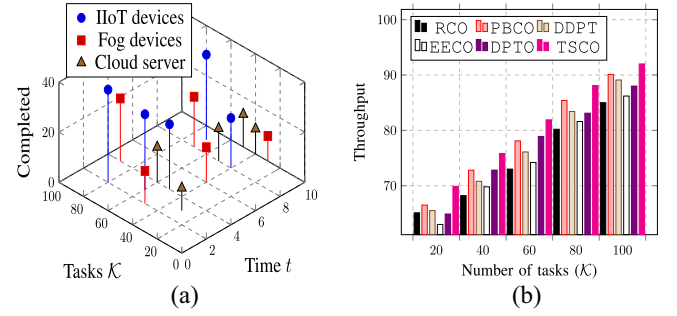 IIoT devices
Fog devices
Cloud server
Completed
40
20
0
100
80
60
40
20
0
0
2
4
6
8
10
Tasks 𝒦
Time t
(a)
RCO PBCO DDPT
EECO DPTO TSCO
Throughput
100
90
80
70
20 40 60 80 100
Number of tasks (𝒦)
(b)